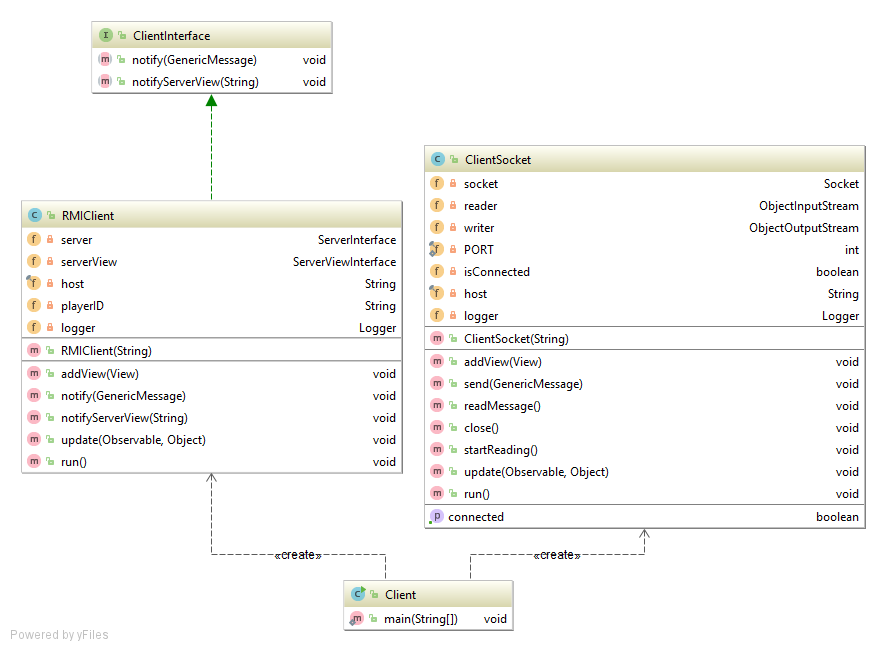 ClientInterface
notify(GenericMessage) void
notifyServerView(String) void
RMIClient
server ServerInterface
serverView ServerViewInterface
host String
playerID String
logger Logger
RMIClient(String)
addView(View) void
notify(GenericMessage) void
notifyServerView(String) void
update(Observable, Object) void
run() void
ClientSocket
socket Socket
reader ObjectInputStream
writer ObjectOutputStream
PORT int
isConnected boolean
host String
logger Logger
ClientSocket(String)
addView(View) void
send(GenericMessage) void
readMessage() void
close() void
startReading() void
update(Observable, Object) void
run() void
connected boolean
«create»
«create»
Client
main(String[]) void
Powered by yFiles